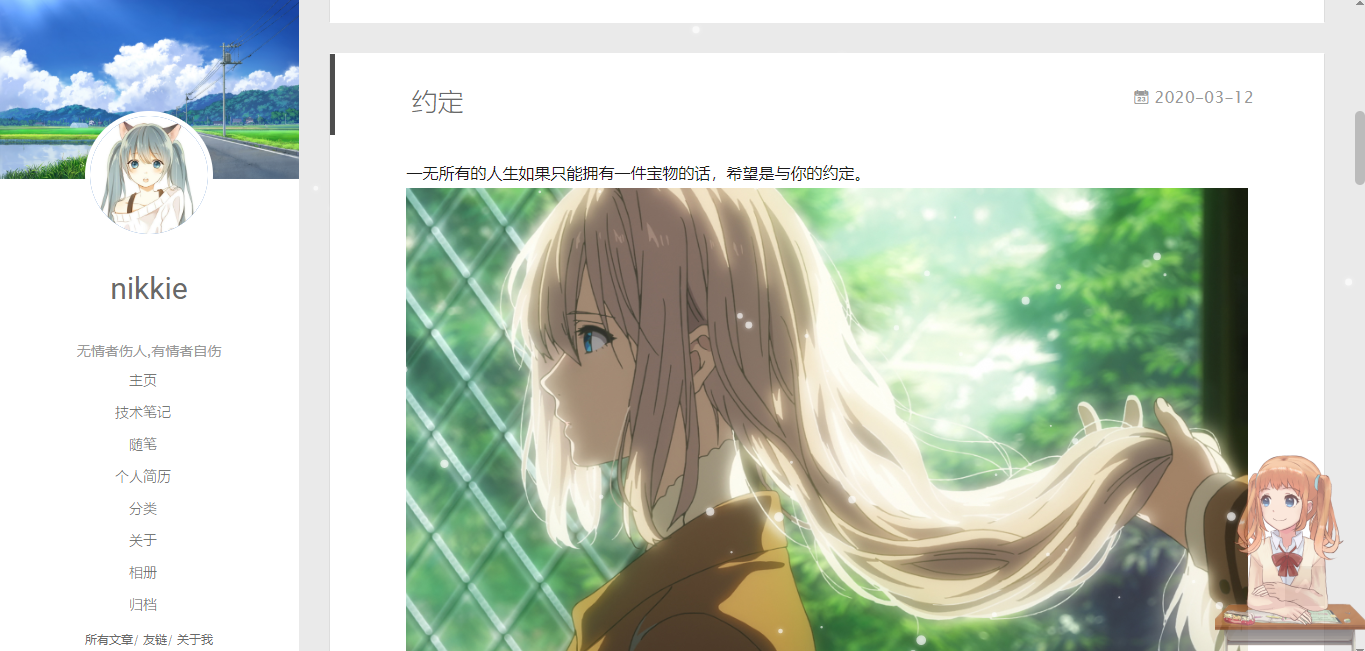 nikkie
无情者伤人,有情者自伤
主页
技术笔记
随笔
个人简历
分类
关于
相册
归档
所有文章/ 友链/ 关于我
约定
23 2020-03-12
一无所有的人生如果只能拥有一件宝物的话，希望是与你的约定。